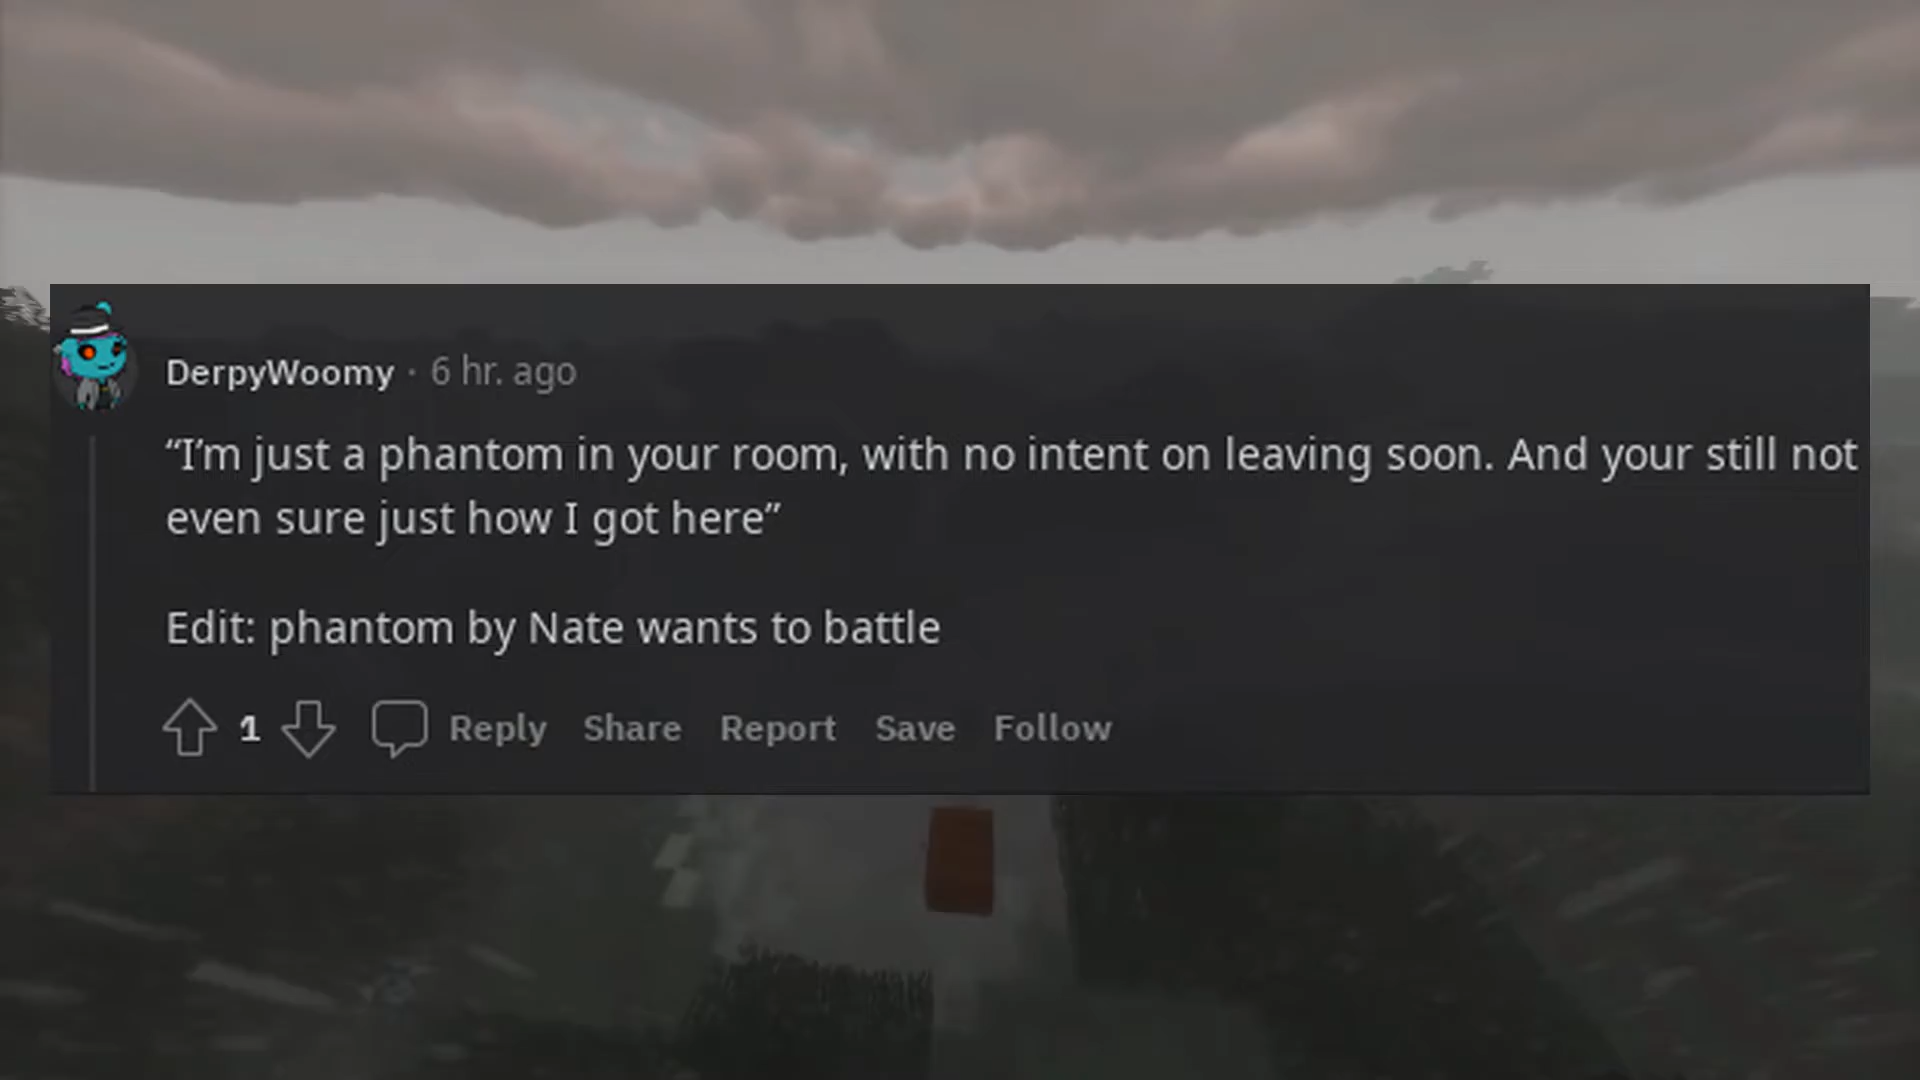 DerpyWoomy · 6 hr. ago
“I’m just a phantom in your room, with no intent on leaving soon. And your still not
even sure just how I got here”
Edit: phantom by Nate wants to battle
1 Reply Share Report Save Follow